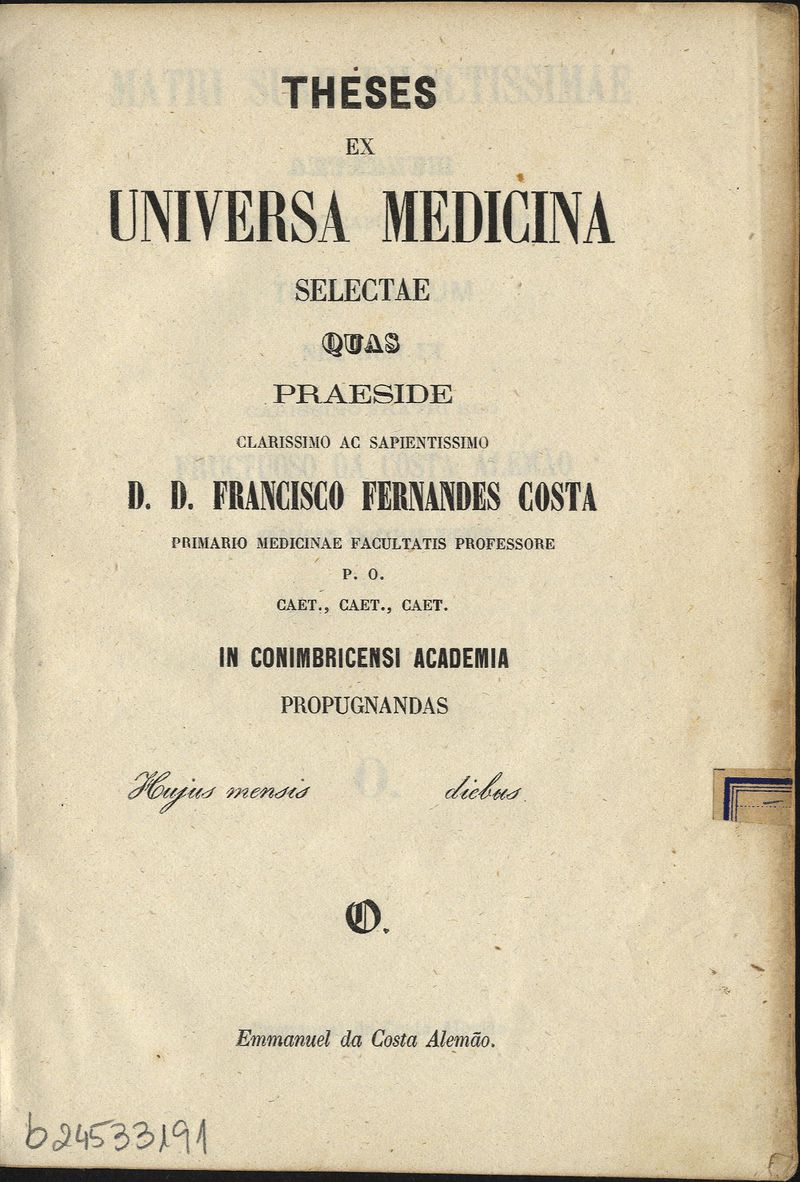 THESES
EX
UNIVERSA MEDICINA
SELECTAE
QUAS
PRAESIDE
CLARISSIMO AC SAPIENTISSIMO
D. D. FRANCISCO FERNANDES COSTA
PRIMARIO MEDICINAE FACULTATIS PROFESSORE
P. O.
CAET., CAET., CAET.
IN CONIMBRICENSI ACADEMIA
PROPUGNANDAS
Hujus mensis diebus
O.
Emmanuel da Costa Alemão.
b24533191